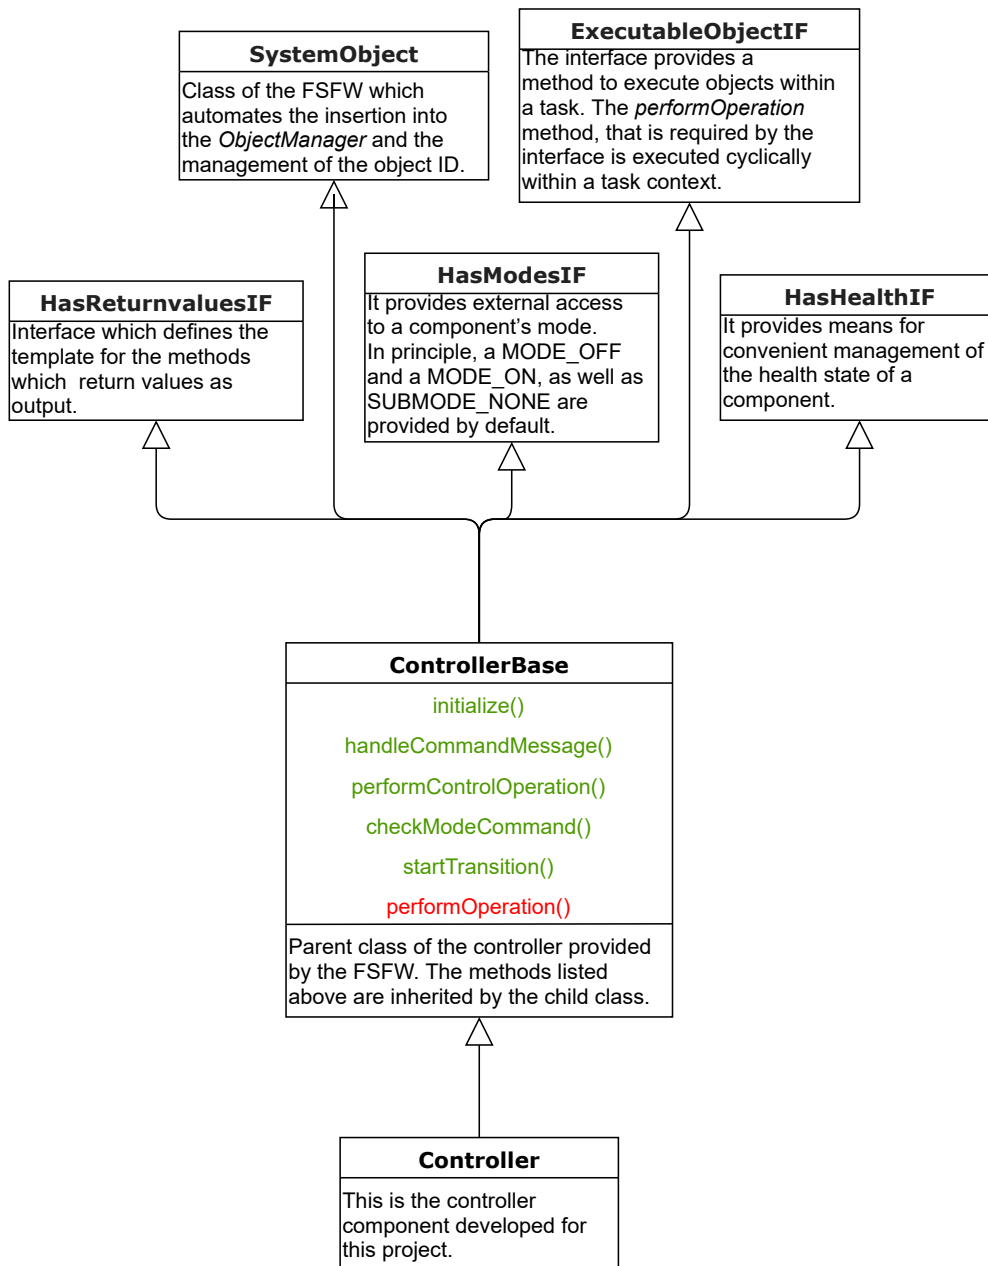 SystemObject
Class of the FSFW which
automates the insertion into
the ObjectManager and the
management of the object ID.
ExecutableObjectIF
The interface provides a
method to execute objects within
a task. The performOperation
method, that is required by the
interface is executed cyclically
within a task context.
HasReturnvaluesIF
Interface which defines the
template for the methods
which  return values as
output.
HasModesIF
It provides external access
to a component’s mode.
In principle, a MODE_OFF
and a MODE_ON, as well as
SUBMODE_NONE are
provided by default.
HasHealthIF
It provides means for
convenient management of
the health state of a
component.
ControllerBase
initialize()
handleCommandMessage()
performControlOperation()
checkModeCommand()
startTransition()
performOperation()
Parent class of the controller provided
by the FSFW. The methods listed
above are inherited by the child class.
Controller
This is the controller
component developed for
this project.